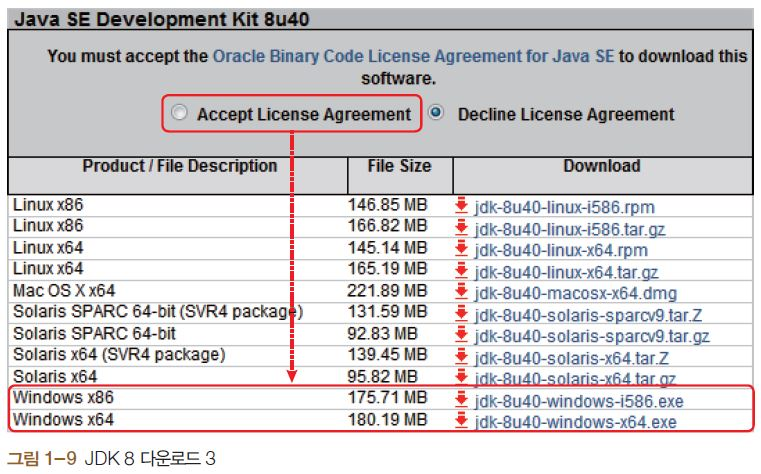 Java SE Development Kit 8u40
You must accept the Oracle Binary Code License Agreement for Java SE to download this
software.
Accept License Agreement Decline License Agreement
Product / File Description File Size Download
Linux x86 146.85 MB jdk-8u40-linux-i586.rpm
Linux x86 166.82 MB jdk-8u40-linux-i586.tar.gz
Linux x64 145.14 MB jdk-8u40-linux-x64.rpm
Linux x64 165.19 MB jdk-8u40-linux-x64.tar.gz
Mac OS X x64 221.89 MB jdk-8u40-macosx-x64.dmg
Solaris SPARC 64-bit (SVR4 package) 131.59 MB jdk-8u40-solaris-sparcv9.tar.Z
Solaris SPARC 64-bit 92.83 MB jdk-8u40-solaris-sparcv9.tar.gz
Solaris x64 (SVR4 package) 139.45 MB jdk-8u40-solaris-x64.tar.Z
Solaris x64 95.82 MB jdk-8u40-solaris-x64.tar.gz
Windows x86 175.71 MB jdk-8u40-windows-i586.exe
Windows x64 180.19 MB jdk-8u40-windows-x64.exe
그림 1-9 JDK 8 다운로드 3